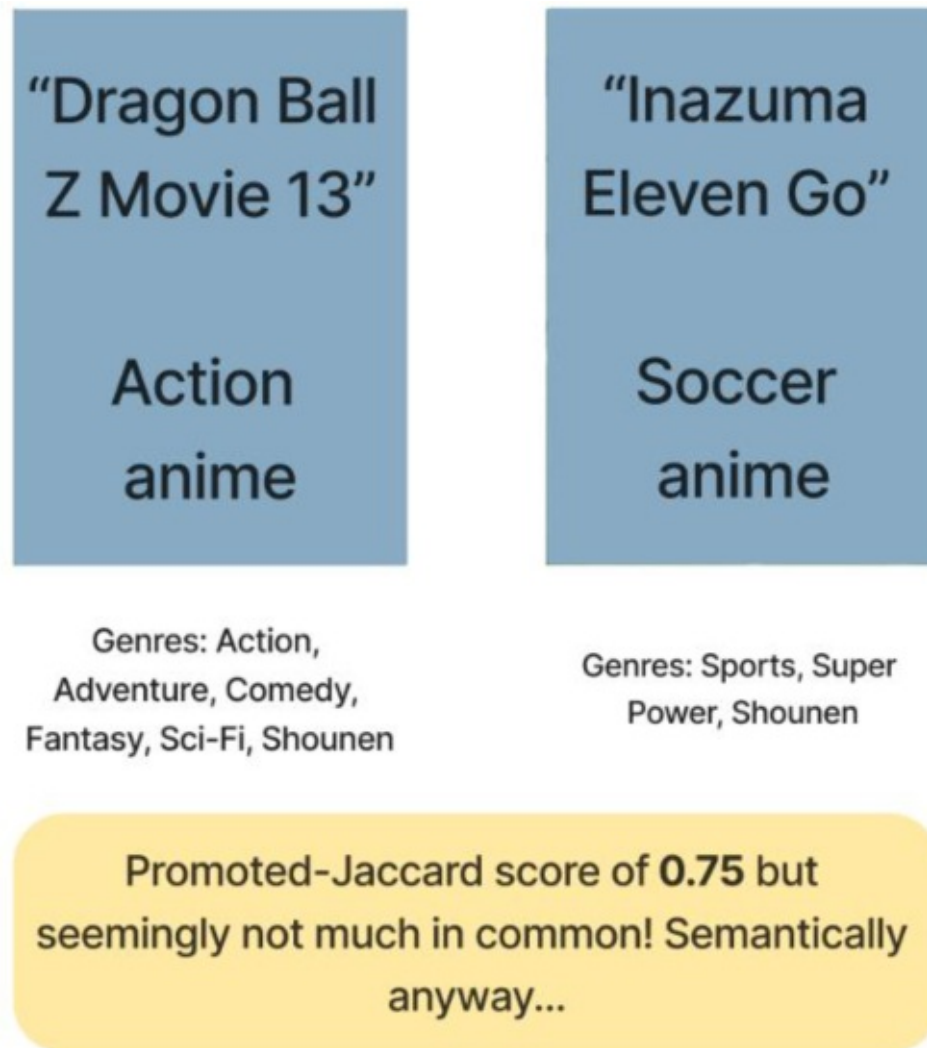 “Dragon Ball
Z Movie 13”
Action
anime
“Inazuma
Eleven Go”
Soccer
anime
Genres: Action,
Adventure, Comedy,
Fantasy, Sci-Fi, Shounen
Genres: Sports, Super
Power, Shounen
Promoted-Jaccard score of 0.75 but
seemingly not much in common! Semantically
anyway...